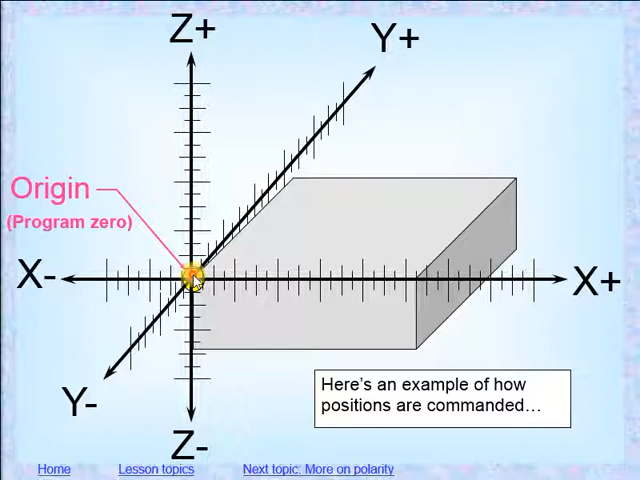 Z+
Y+
Origin
(Program zero)
X-
X+
Y-
Z-
Here's an example of how
positions are commanded…
Home Lesson topics Next topic: More on polarity